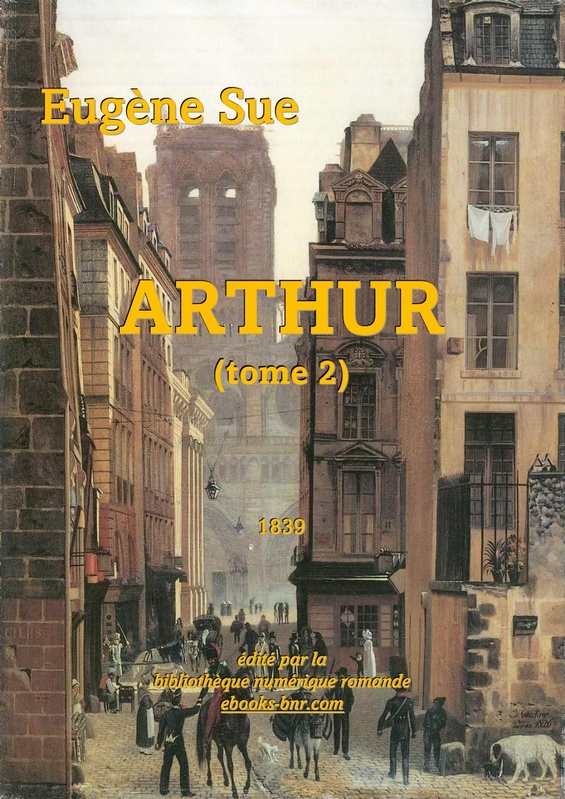 Eugène Sue
ARTHUR
(tome 2)
1839
édité par la
bibliothèque numérique romande
ebooks-bnr.com